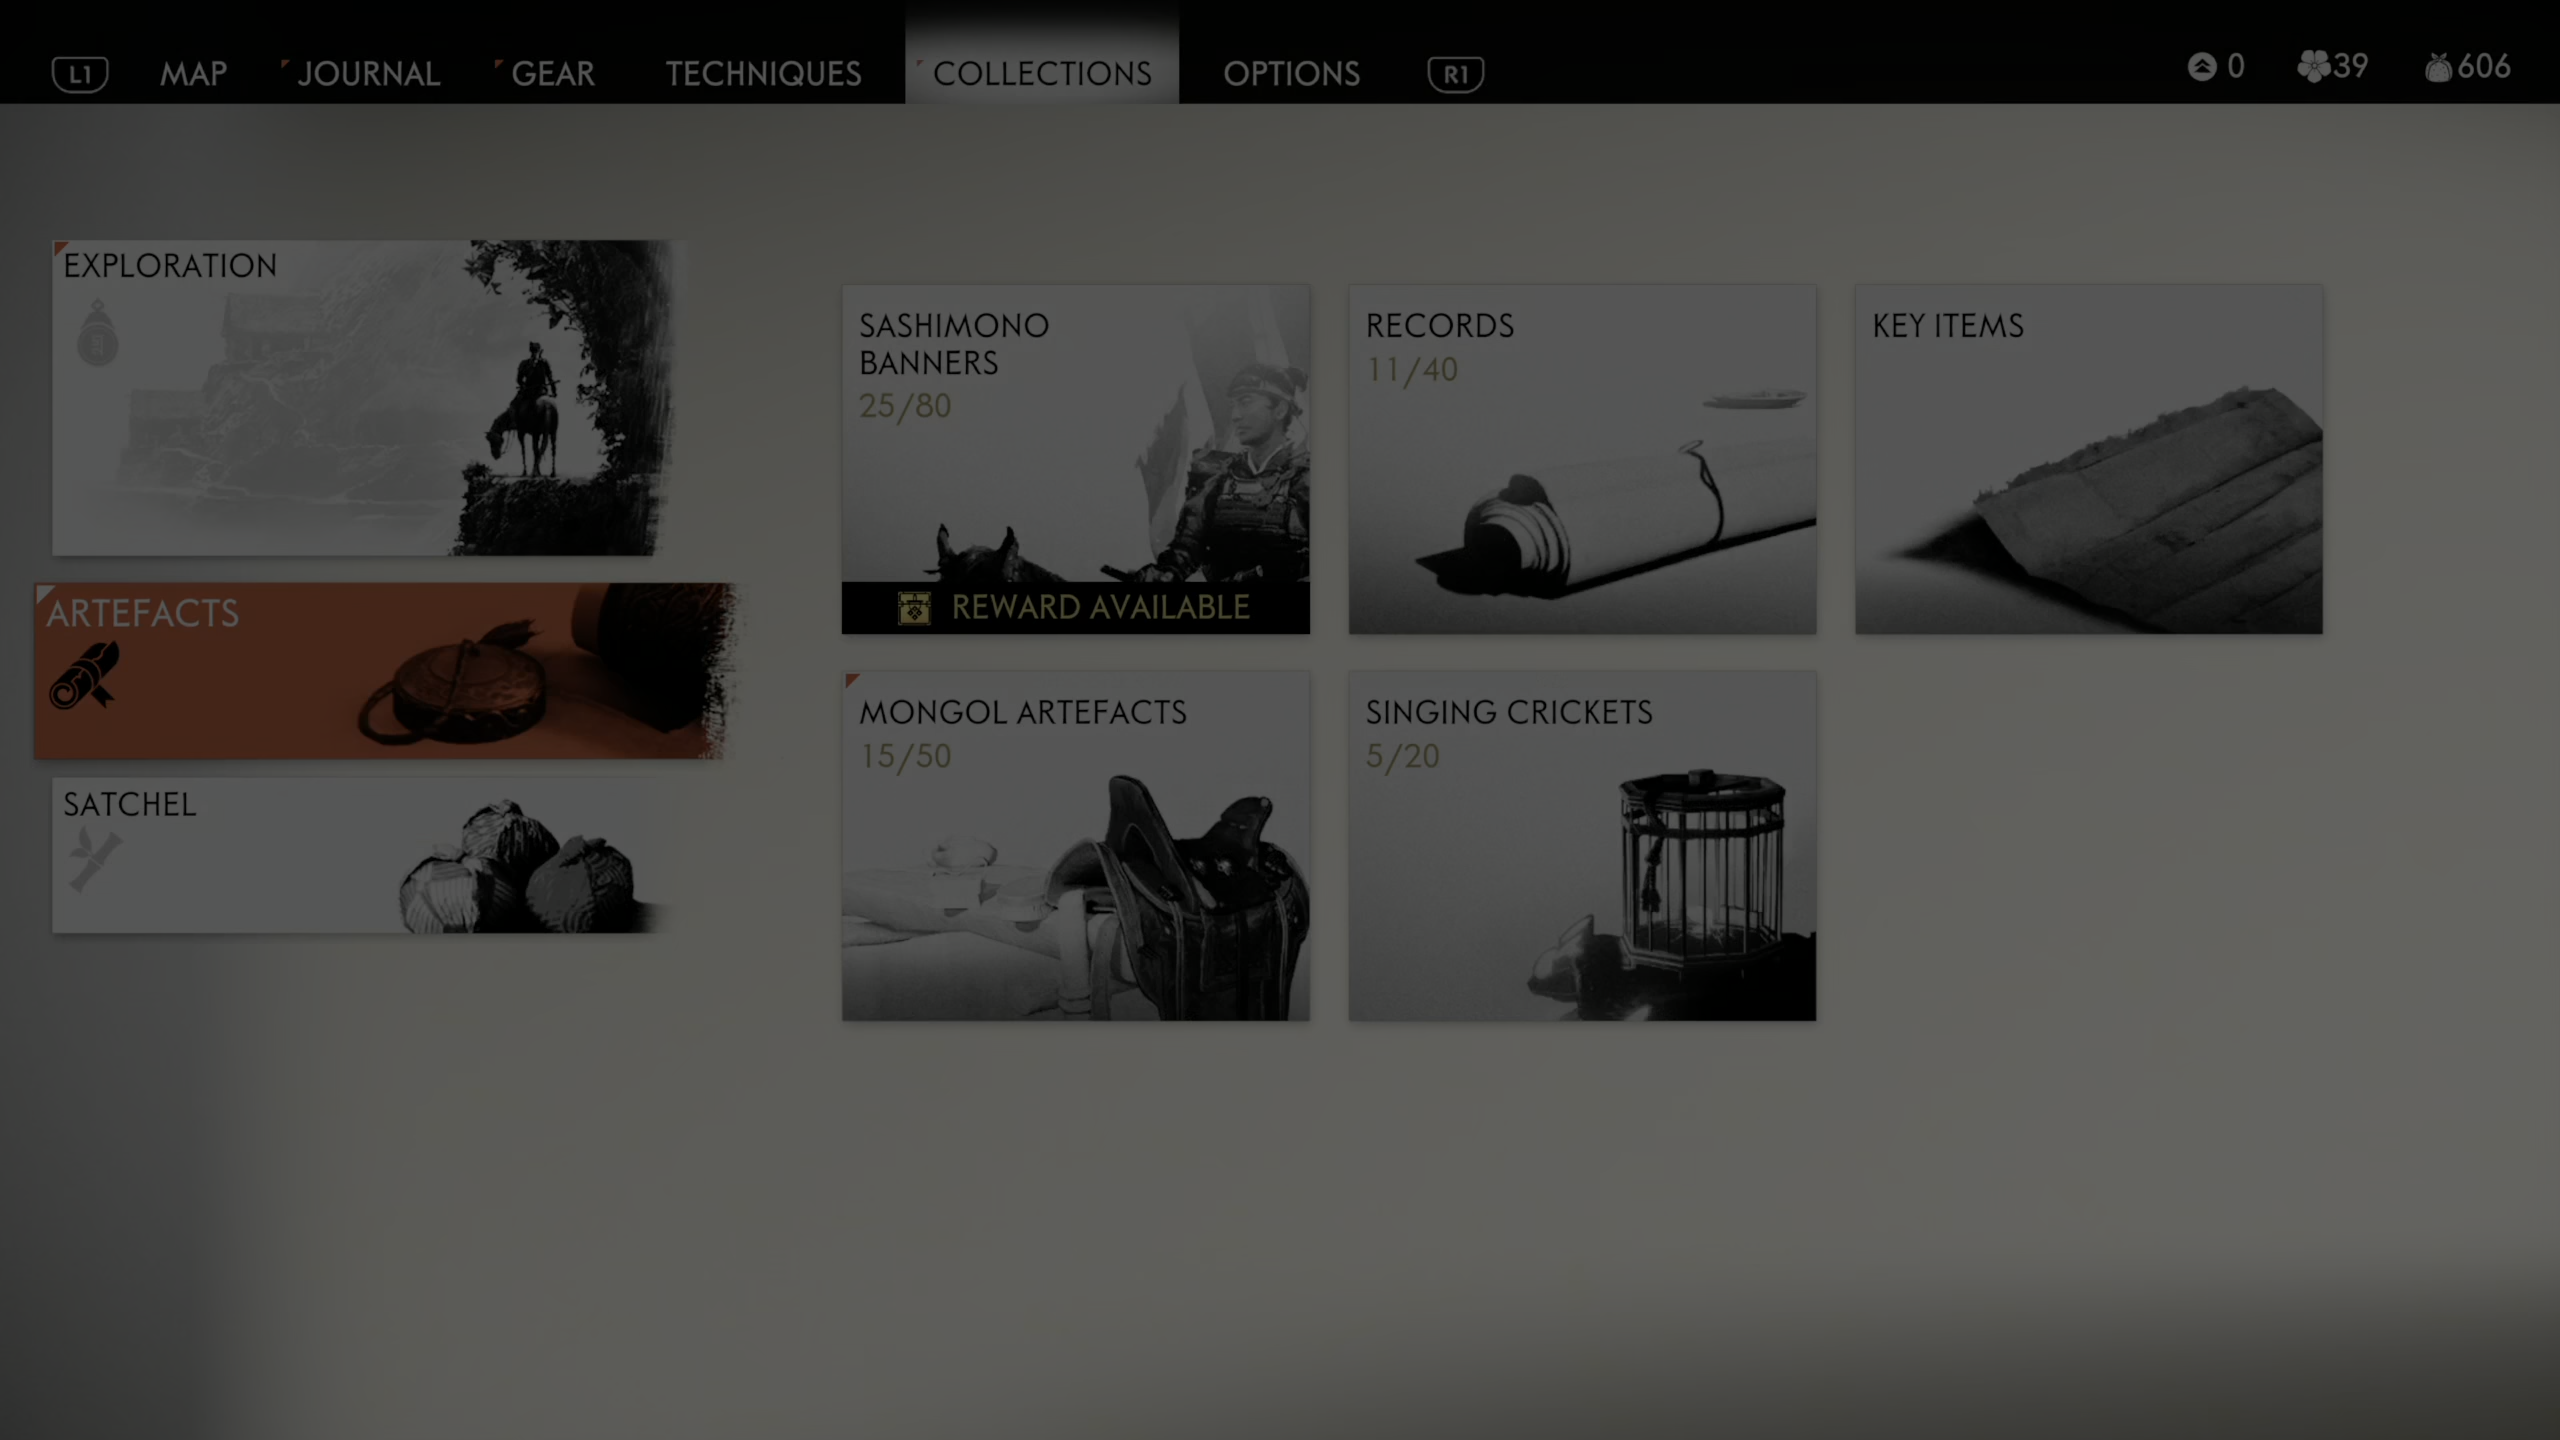 L1 MAP JOURNAL GEAR TECHNIQUES COLLECTIONS OPTIONS R1 0 39 606
EXPLORATION
ARTEFACTS
SATCHEL
SASHIMONO
BANNERS
25/80
REWARD AVAILABLE
RECORDS
11/40
KEY ITEMS
MONGOL ARTEFACTS
15/50
SINGING CRICKETS
5/20